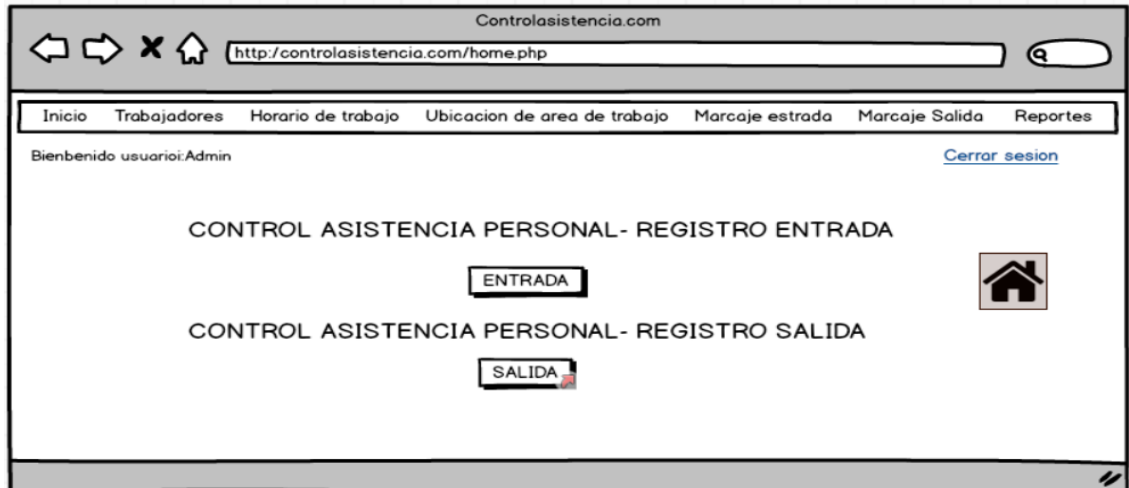 Controlasistencia.com
http:/controlasistencia.com/home.php
Inicio Trabajadores Horario de trabajo Ubicacion de area de trabajo Marcaje estrada Marcaje Salida Reportes
Bienbenido usuarioi:Admin Cerrar sesion
CONTROL ASISTENCIA PERSONAL- REGISTRO ENTRADA
ENTRADA
CONTROL ASISTENCIA PERSONAL- REGISTRO SALIDA
SALIDA